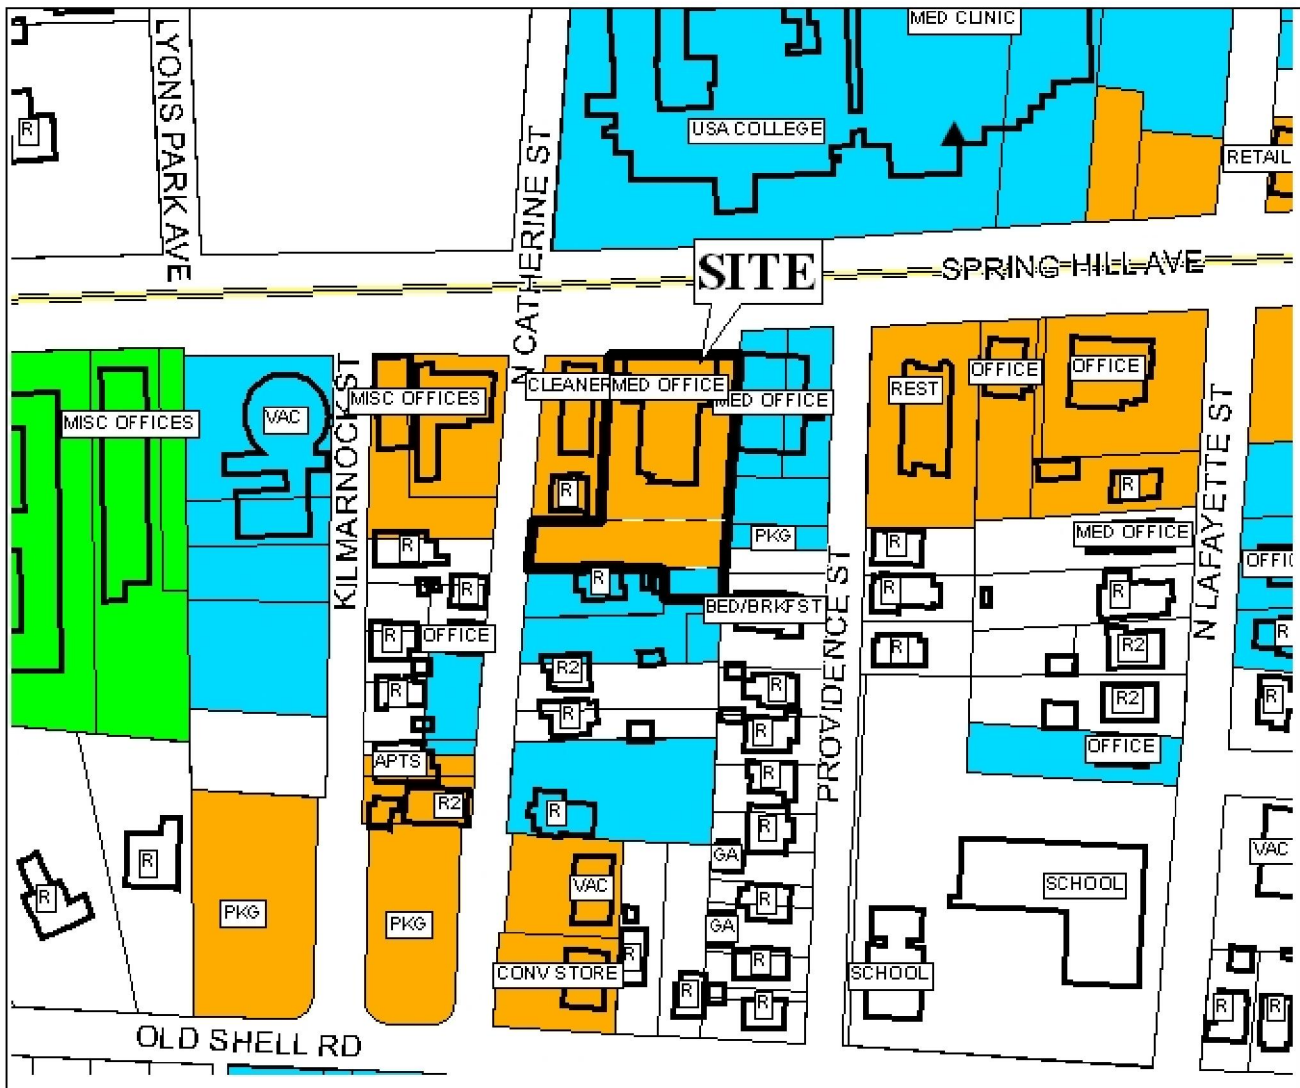 MED CLINIC
LYONS PARK AVE
R
USA COLLEGE
RETAIL
N CATHERINE ST
SITE
SPRING HILL AVE
MISC OFFICES
VAC
KILMARNOCK ST
MISC OFFICES
CLEANER
MED OFFICE
MED OFFICE
REST
OFFICE
OFFICE
N LAFAYETTE ST
R
R
PKG
MED OFFICE
R
R
OFFIC
R
R
R
R
BED/BRKFST
PROVIDENCE ST
R
OFFICE
R
R2
R
R2
R
R
R2
R
R
R
OFFICE
APTS
R
R2
R
R
GA
R
VAC
R
VAC
SCHOOL
R
PKG
PKG
GA
R
R
CONV STORE
R
SCHOOL
R
R
R
R
OLD SHELL RD